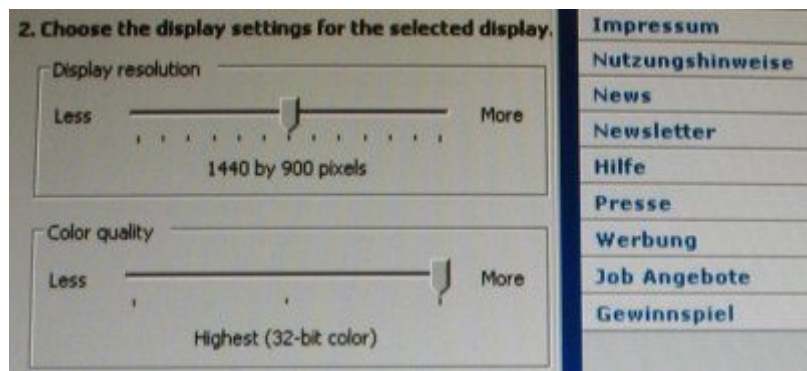 2. Choose the display settings for the selected display.
Display resolution
Less
More
1440 by 900 pixels
Color quality
Less
More
Highest (32-bit color)
Impressum
Nutzungshinweise
News
Newsletter
Hilfe
Presse
Werbung
Job Angebote
Gewinnspiel